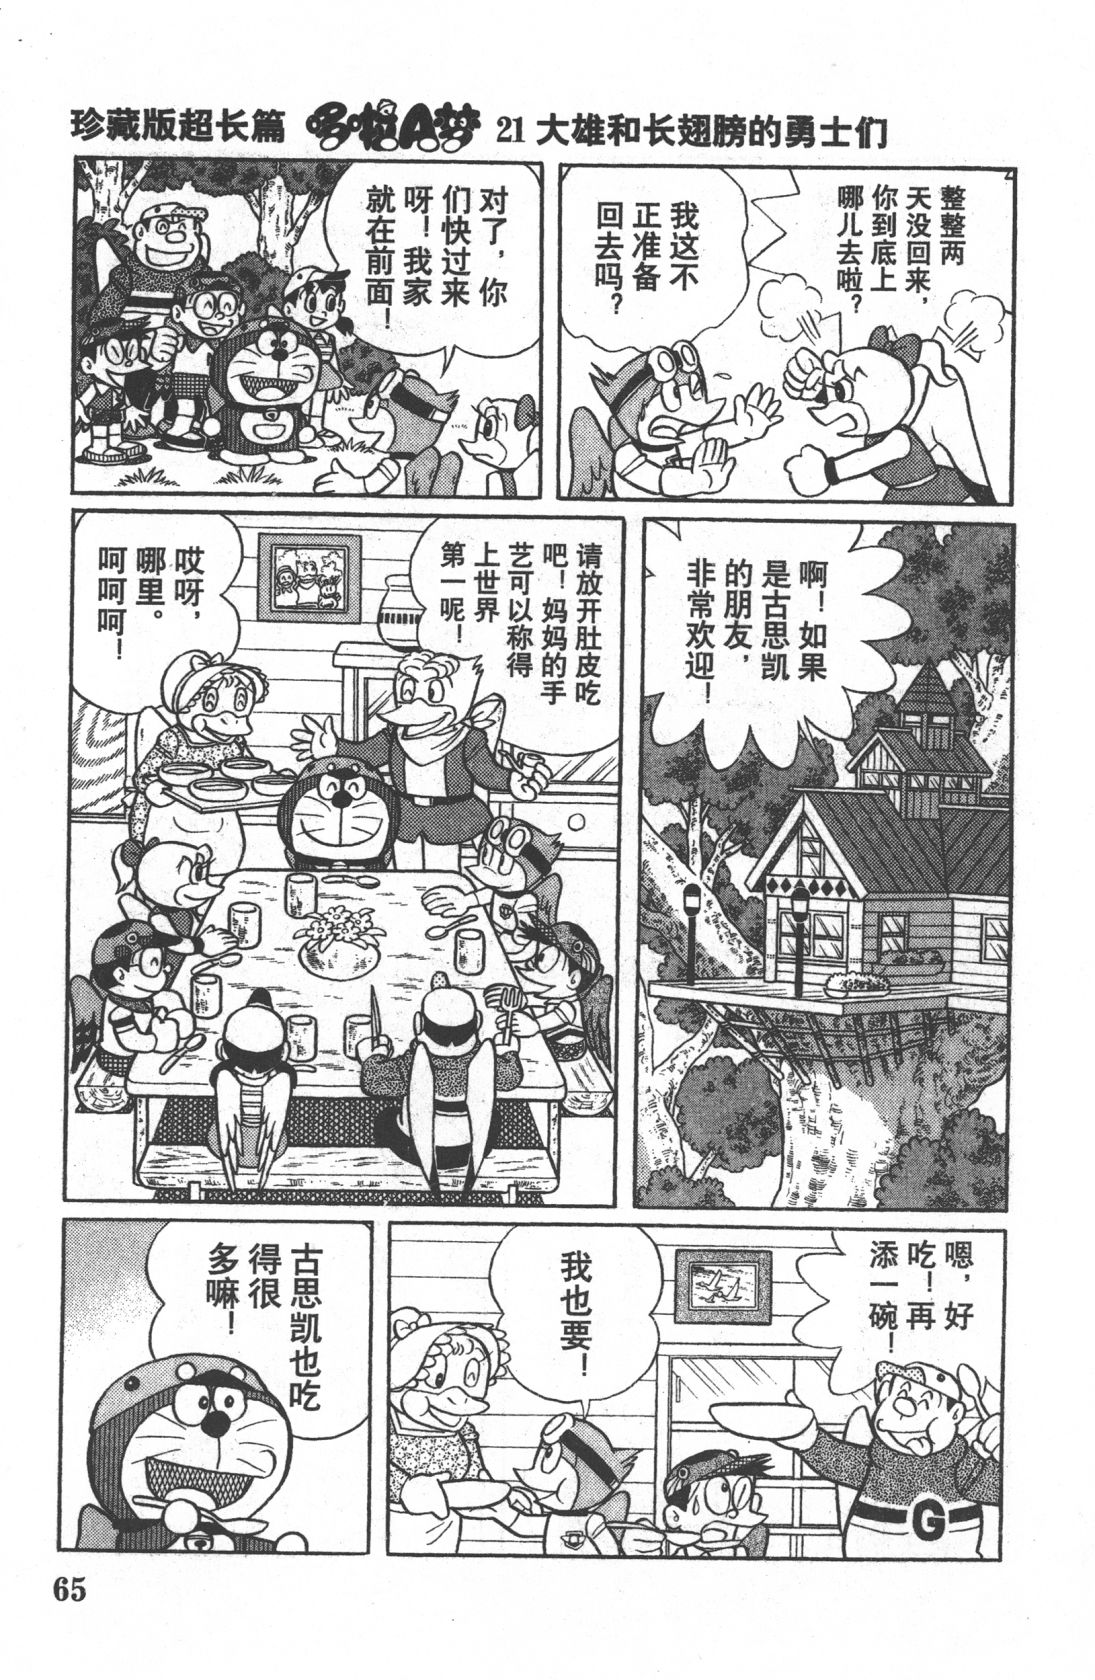 珍藏版超长篇 哆啦A梦 21 大雄和长翅膀的勇士们
整整两
天没回来，
你到底上
哪儿去啦？
我这不
正准备
回去吗？
对了，你
们快过来
呀！我家
就在前
面！
啊！如果
是古思凯
的朋友，
非常欢迎！
请放开肚皮吃
吧！妈妈的手
艺可以称得
上世界
第一呢！
哎呀，
哪里。
呵呵呵！
嗯，好
吃！再
添一碗！
我也要！
G
古思凯也吃
得很
多嘛！
65